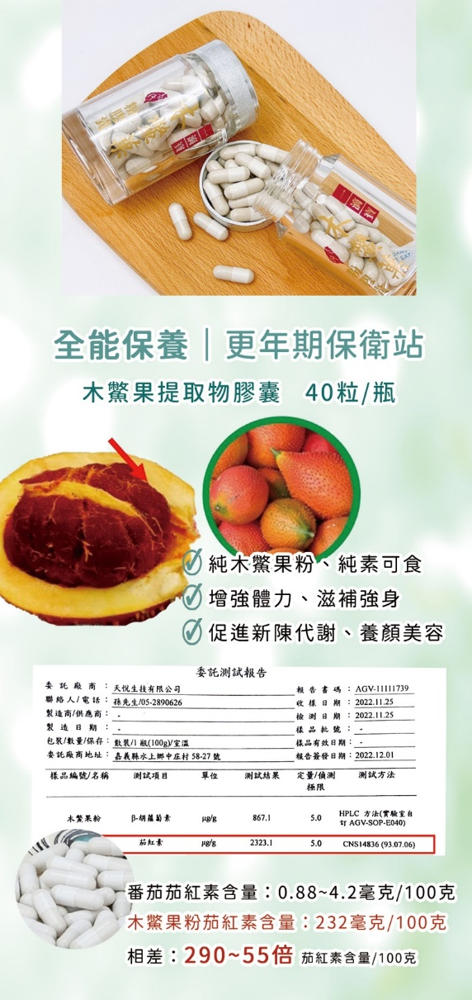 一滴寶
木鱉果
全能保養｜更年期保衛站
木鱉果提取物膠囊 40粒/瓶
純木鱉果粉、純素可食
增強體力、滋補強身
促進新陳代謝、養顏美容
委託測試報告
委託廠商：天悅生技有限公司 報告書碼：AGV-11111739
聯絡人/電話：孫先生/05-2890626 收樣日期：2022.11.25
製造商/供應商：- 檢測日期：2022.11.25
製造日期：- 樣品批號：-
包裝/數量/保存：散裝/1 瓶(100g)/室溫 樣品有效日期：-
委託廠商地址：嘉義縣水上鄉中庄村 58-27 號 報告簽發日期：2022.12.01
樣品編號/名稱 測試項目 單位 測試結果 定量/偵測極限 測試方法
木鱉果粉 β-胡蘿蔔素 μg/g 867.1 5.0 HPLC 方法(實驗室自訂 AGV-SOP-E040)
茄紅素 μg/g 2323.1 5.0 CNS14836 (93.07.06)
番茄茄紅素含量：0.88~4.2毫克/100克
木鱉果粉茄紅素含量：232毫克/100克
相差：290~55倍 茄紅素含量/100克